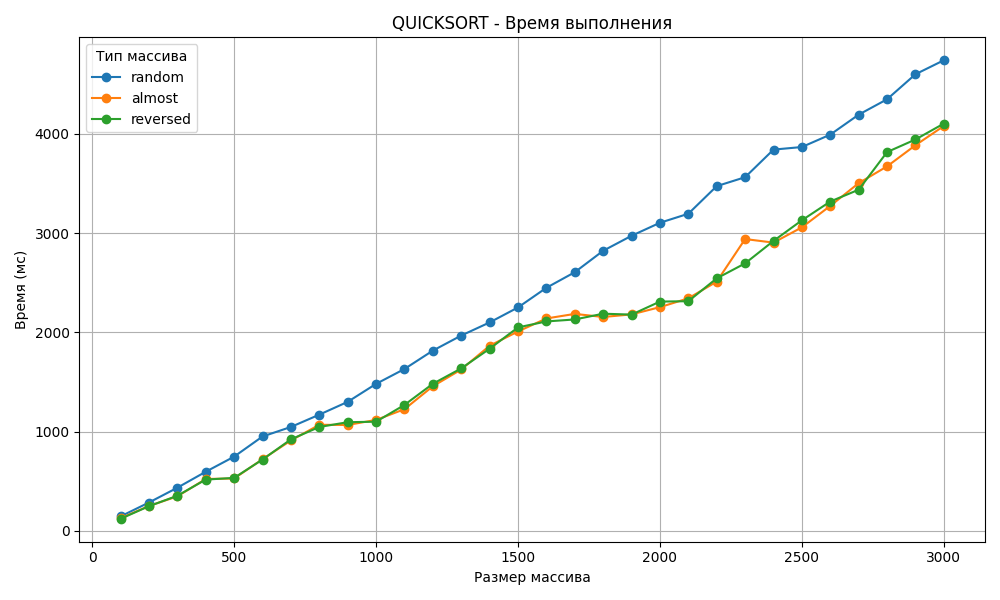 QUICKSORT - Время выполнения
Тип массива
random
almost
reversed
Время (мс)
4000
3000
2000
1000
0
0
500
1000
1500
2000
2500
3000
Размер массива